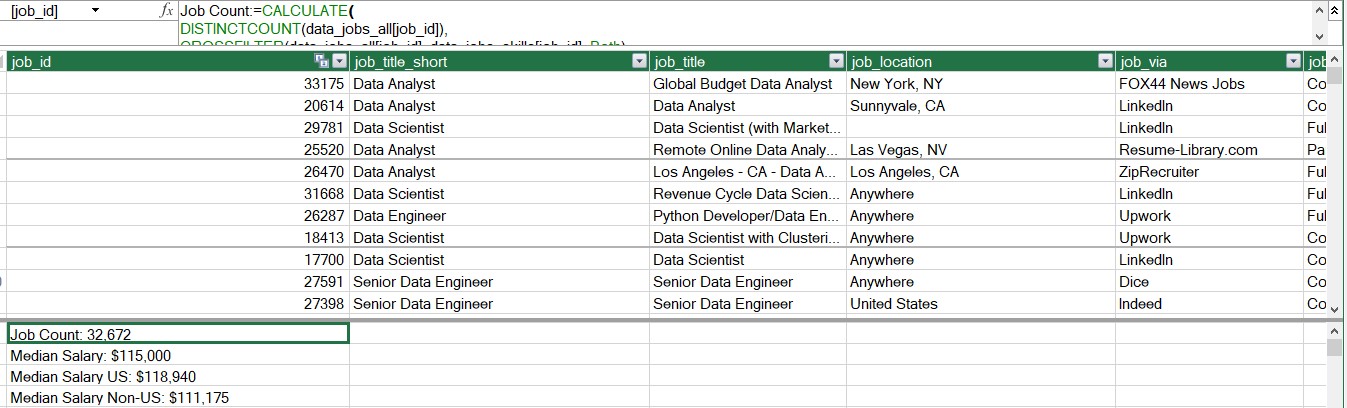 [job_id] fx Job Count:=CALCULATE(
DISTINCTCOUNT(data_jobs_all[job_id]),
CROSSFILTER(data_jobs_all[job_id], data_jobs_skills[job_id], Both)
job_id job_title_short job_title job_location job_via job
33175 Data Analyst Global Budget Data Analyst New York, NY FOX44 News Jobs Co
20614 Data Analyst Data Analyst Sunnyvale, CA LinkedIn Co
29781 Data Scientist Data Scientist (with Market... LinkedIn Ful
25520 Data Analyst Remote Online Data Analy... Las Vegas, NV Resume-Library.com Pa
26470 Data Analyst Los Angeles - CA - Data A... Los Angeles, CA ZipRecruiter Ful
31668 Data Scientist Revenue Cycle Data Scien... Anywhere LinkedIn Ful
26287 Data Engineer Python Developer/Data En... Anywhere Upwork Ful
18413 Data Scientist Data Scientist with Clusteri... Anywhere Upwork Co
17700 Data Scientist Data Scientist Anywhere LinkedIn Co
27591 Senior Data Engineer Senior Data Engineer Anywhere Dice Co
27398 Senior Data Engineer Senior Data Engineer United States Indeed Co
Job Count: 32,672
Median Salary: $115,000
Median Salary US: $118,940
Median Salary Non-US: $111,175